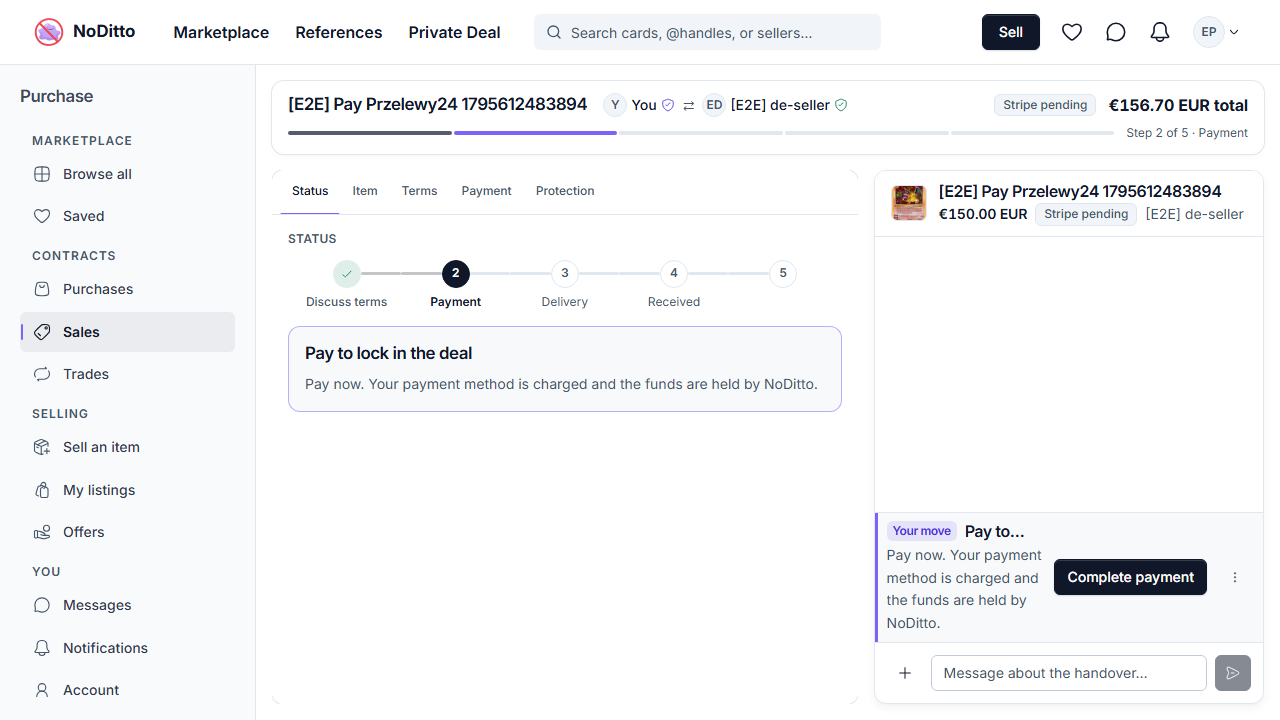 NoDitto
Marketplace
References
Private Deal
Search cards, @handles, or sellers...
Sell
EP
Purchase
MARKETPLACE
Browse all
Saved
CONTRACTS
Purchases
Sales
Trades
SELLING
Sell an item
My listings
Offers
YOU
Messages
Notifications
Account
[E2E] Pay Przelewy24 1795612483894
Y You ⇄ ED [E2E] de-seller
Stripe pending
€156.70 EUR total
Step 2 of 5 · Payment
Status
Item
Terms
Payment
Protection
STATUS
2
3
4
5
Discuss terms
Payment
Delivery
Received
Pay to lock in the deal
Pay now. Your payment method is charged and the funds are held by NoDitto.
[E2E] Pay Przelewy24 1795612483894
€150.00 EUR
Stripe pending
[E2E] de-seller
Your move
Pay to...
Pay now. Your payment
method is charged and
the funds are held by
NoDitto.
Complete payment
Message about the handover...